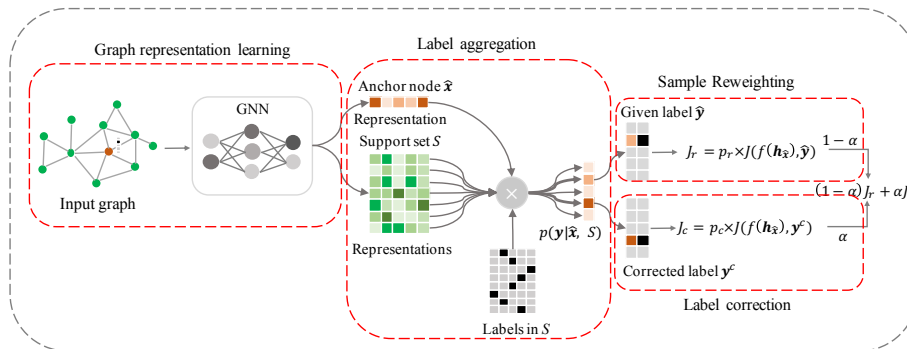 Graph representation learning
GNN
Input graph
Label aggregation
Anchor node x̂
Representation
Support set S
Representations
×
p(y|x̂, S)
Labels in S
Sample Reweighting
Given label ŷ
J_r = p_r × J(f(h_x̂), ŷ)
1 − α
(1 − α)J_r + αJ
J_c = p_c × J(f(h_x̂), y^c)
α
Corrected label y^c
Label correction